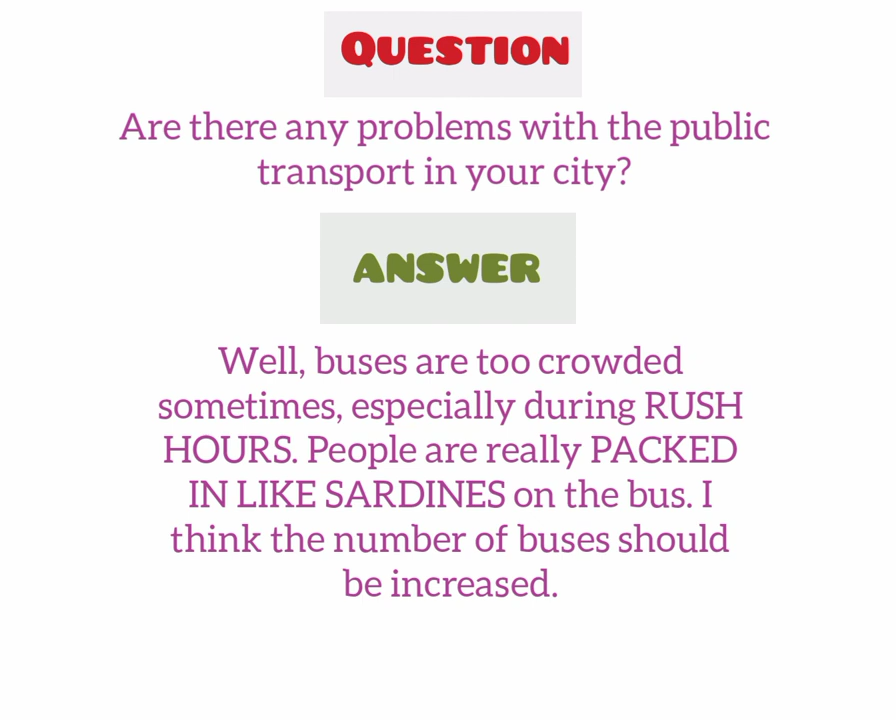 QUESTION
Are there any problems with the public
transport in your city?
ANSWER
Well, buses are too crowded
sometimes, especially during RUSH
HOURS. People are really PACKED
IN LIKE SARDINES on the bus. I
think the number of buses should
be increased.